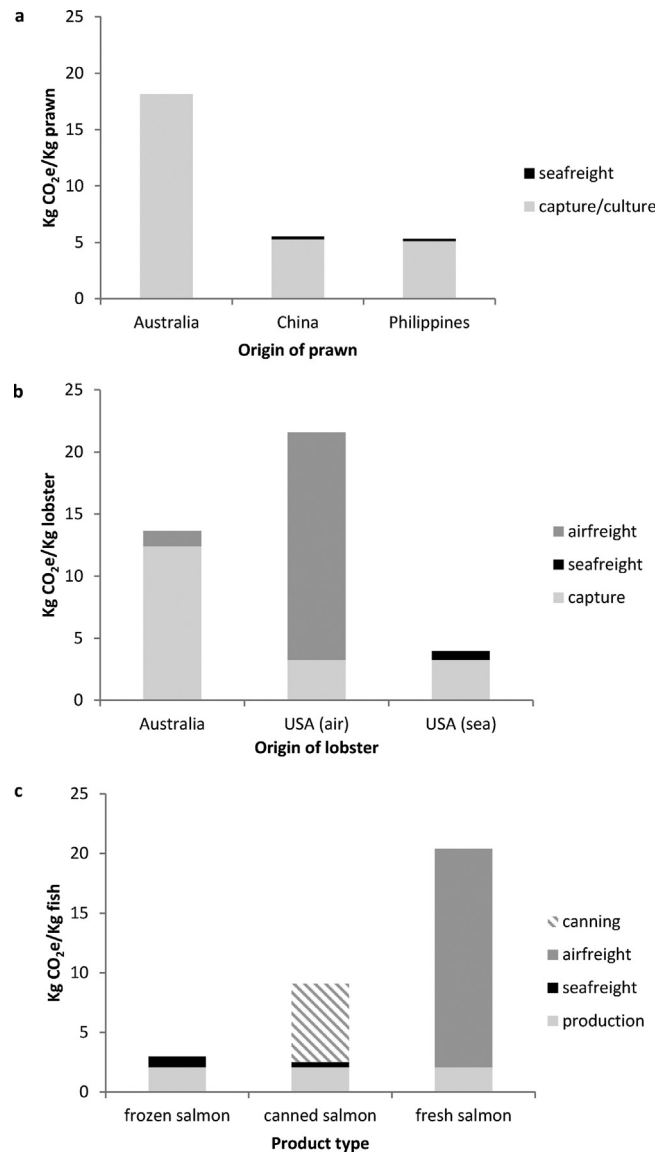 a
25
20
15
10
5
0
Kg CO₂e/Kg prawn
seafreight
capture/culture
Australia China Philippines
Origin of prawn
b
25
20
15
10
5
0
Kg CO₂e/Kg lobster
airfreight
seafreight
capture
Australia USA (air) USA (sea)
Origin of lobster
c
25
20
15
10
5
0
Kg CO₂e/Kg fish
canning
airfreight
seafreight
production
frozen salmon canned salmon fresh salmon
Product type